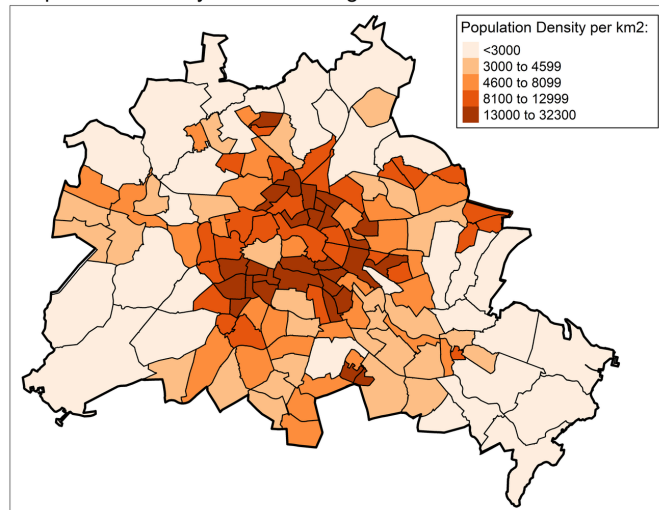 Population Density per km2:
<3000
3000 to 4599
4600 to 8099
8100 to 12999
13000 to 32300